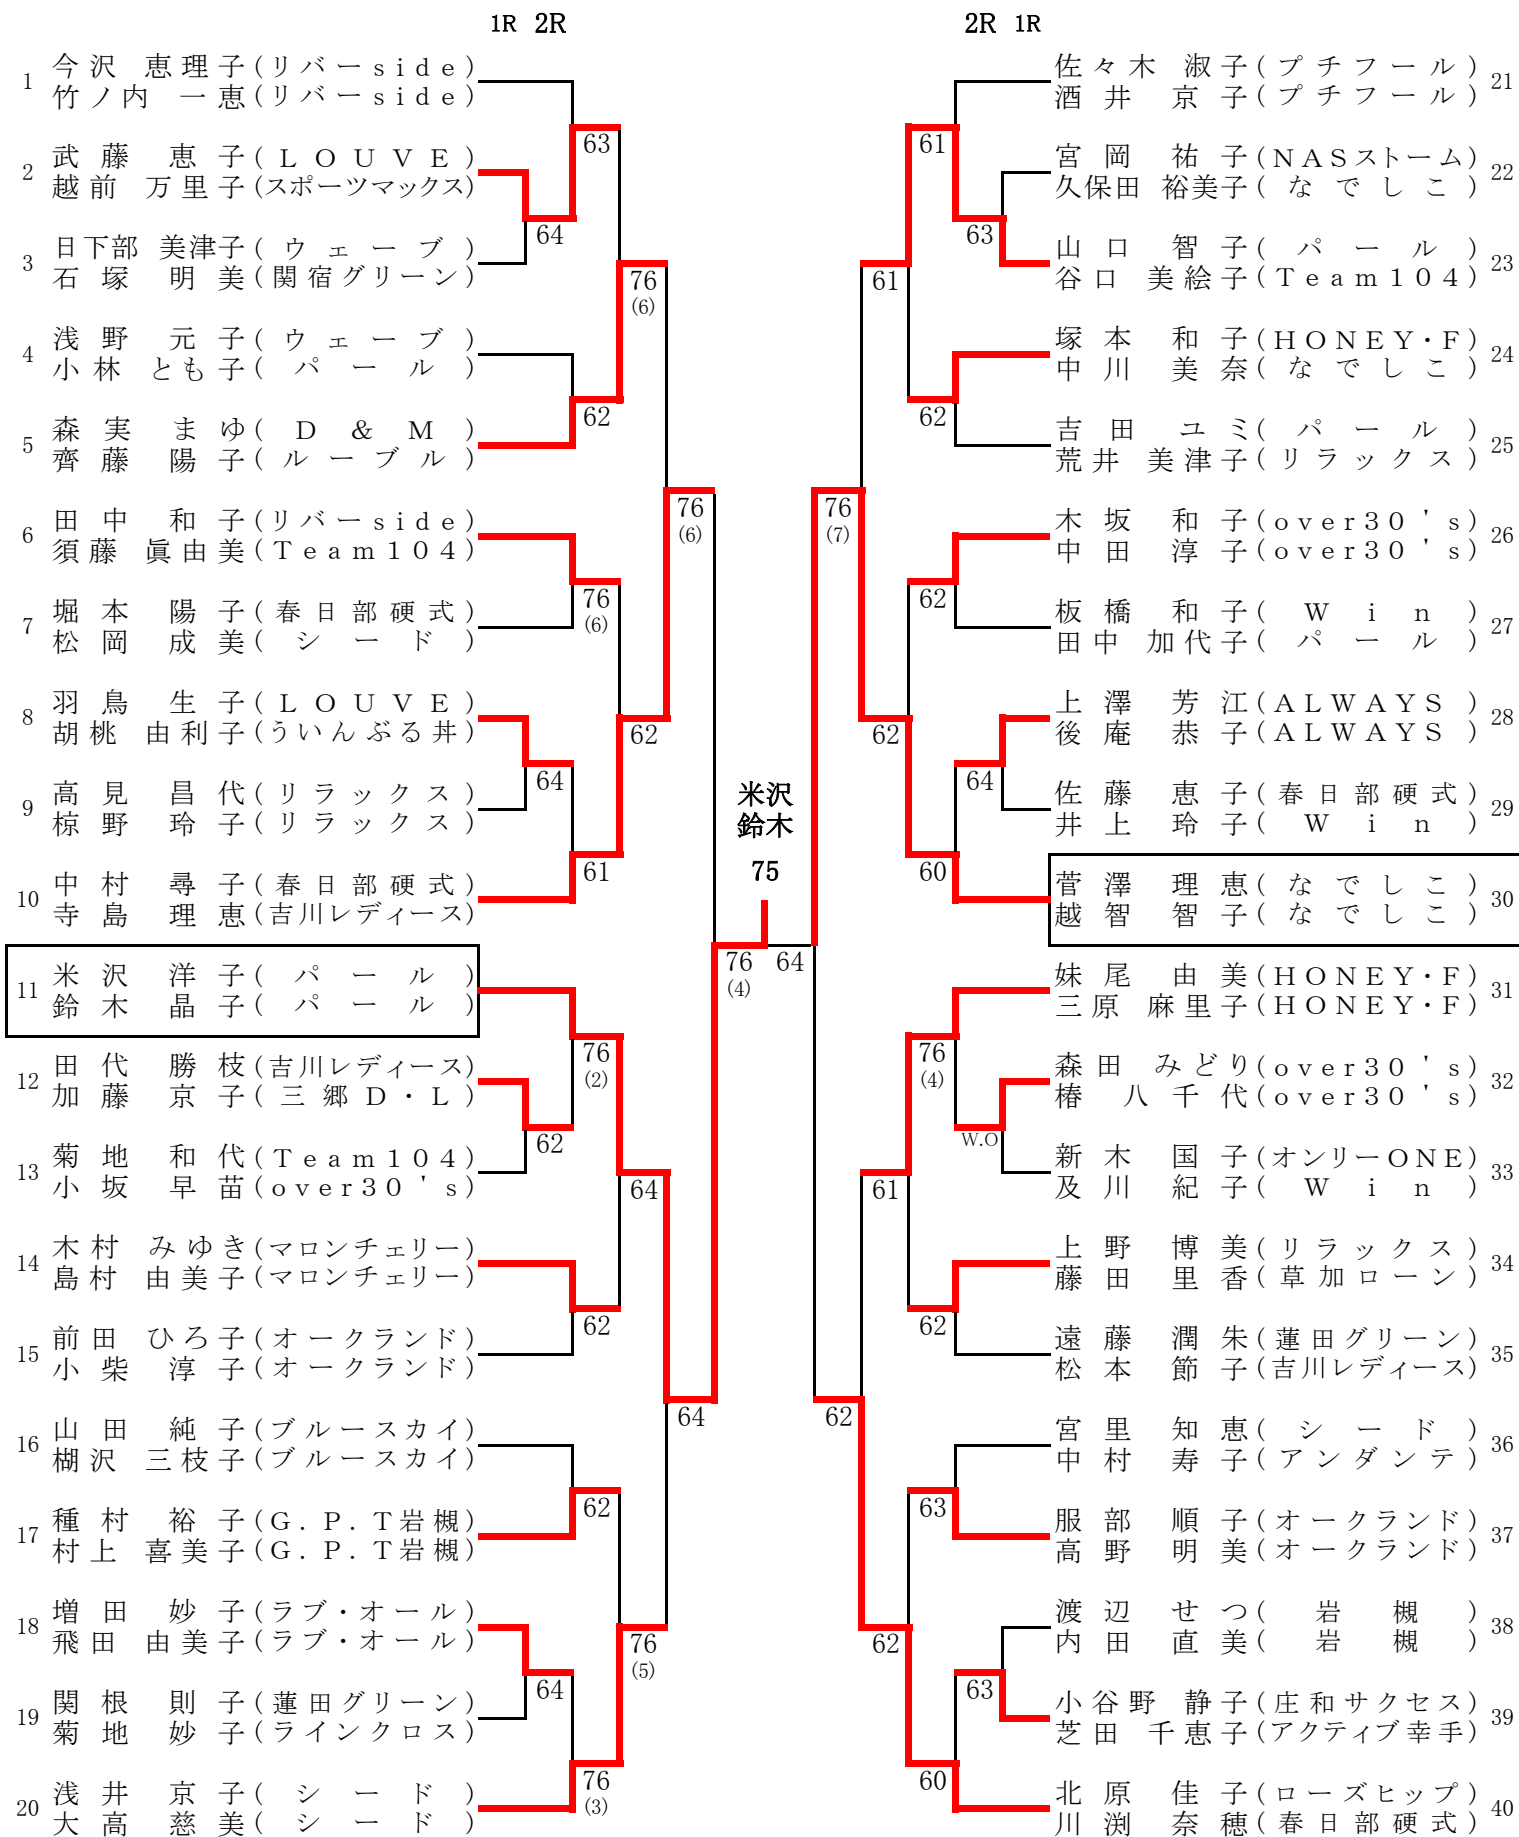 1R 2R
1 今沢 恵理子(リバーside)
竹ノ内 一恵(リバーside)
2 武藤 恵子(LOUVE)
越前 万里子(スポーツマックス)
3 日下部 美津子(ウェーブ)
石塚 明美(関宿グリーン)
4 浅野 元子(ウェーブ)
小林 とも子(パール)
5 森実 まゆ(D&M)
齊藤 陽子(ルーブル)
6 田中 和子(リバーside)
須藤 眞由美(Team104)
7 堀本 陽子(春日部硬式)
松岡 成美(シード)
8 羽鳥 生子(LOUVE)
胡桃 由利子(ういんぶる丼)
9 高見 昌代(リラックス)
椋野 玲子(リラックス)
10 中村 尋子(春日部硬式)
寺島 理恵(吉川レディース)
11 米沢 洋子(パール)
鈴木 晶子(パール)
12 田代 勝枝(吉川レディース)
加藤 京子(三郷D・L)
13 菊地 和代(Team104)
小坂 早苗(over30's)
14 木村 みゆき(マロンチェリー)
島村 由美子(マロンチェリー)
15 前田 ひろ子(オークランド)
小柴 淳子(オークランド)
16 山田 純子(ブルースカイ)
楜沢 三枝子(ブルースカイ)
17 種村 裕子(G.P.T岩槻)
村上 喜美子(G.P.T岩槻)
18 増田 妙子(ラブ・オール)
飛田 由美子(ラブ・オール)
19 関根 則子(蓮田グリーン)
菊地 妙子(ラインクロス)
20 浅井 京子(シード)
大高 慈美(シード)
63
64
62
76
(6)
64
61
76
(2)
62
62
62
64
76
(3)
76
(6)
62
64
76
(5)
76
(6)
64
76
(4)
米沢
鈴木
75
64
2R 1R
佐々木 淑子(プチフール) 21
酒井 京子(プチフール)
宮岡 祐子(NASストーム) 22
久保田 裕美子(なでしこ)
山口 智子(パール) 23
谷口 美絵子(Team104)
塚本 和子(HONEY・F) 24
中川 美奈(なでしこ)
吉田 ユミ(パール) 25
荒井 美津子(リラックス)
木坂 和子(over30's) 26
中田 淳子(over30's)
板橋 和子(Win) 27
田中 加代子(パール)
上澤 芳江(ALWAYS) 28
後庵 恭子(ALWAYS)
佐藤 恵子(春日部硬式) 29
井上 玲子(Win)
菅澤 理恵(なでしこ) 30
越智 智子(なでしこ)
妹尾 由美(HONEY・F) 31
三原 麻里子(HONEY・F)
森田 みどり(over30's) 32
椿 八千代(over30's)
新木 国子(オンリーONE) 33
及川 紀子(Win)
上野 博美(リラックス) 34
藤田 里香(草加ローン)
遠藤 潤朱(蓮田グリーン) 35
松本 節子(吉川レディース)
宮里 知恵(シード) 36
中村 寿子(アンダンテ)
服部 順子(オークランド) 37
高野 明美(オークランド)
渡辺 せつ(岩槻) 38
内田 直美(岩槻)
小谷野 静子(庄和サクセス) 39
芝田 千恵子(アクティブ幸手)
北原 佳子(ローズヒップ) 40
川渕 奈穂(春日部硬式)
61
63
62
62
64
60
76
(4)
W.O
62
63
63
60
61
62
61
62
76
(7)
62